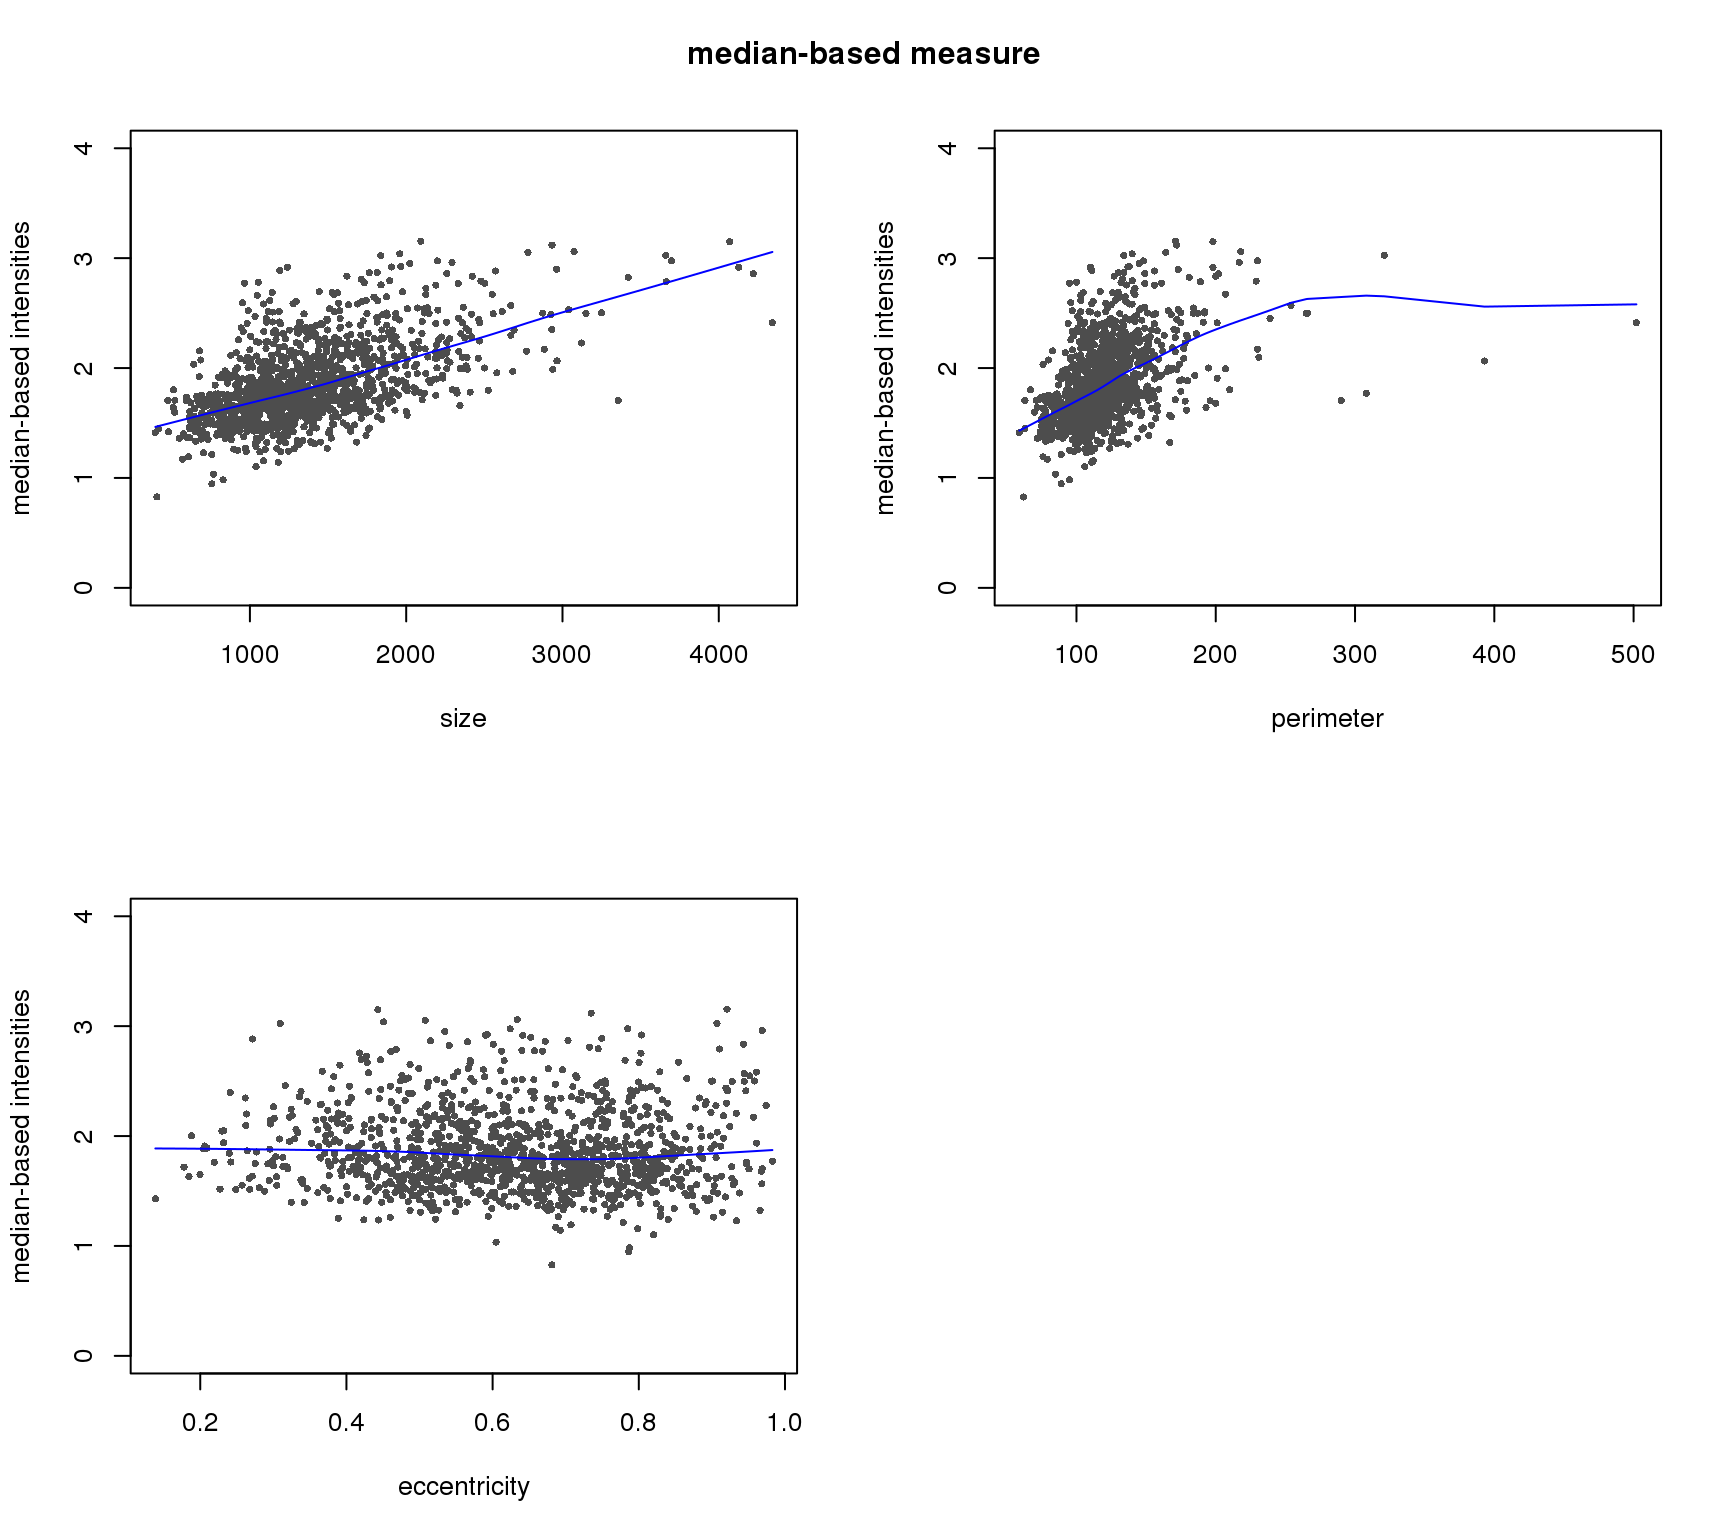 median-based measure
median-based intensities
4
3
2
1
0
1000 2000 3000 4000
size
median-based intensities
4
3
2
1
0
100 200 300 400 500
perimeter
median-based intensities
4
3
2
1
0
0.2 0.4 0.6 0.8 1.0
eccentricity